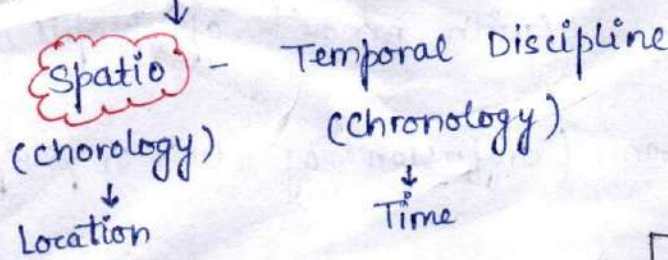 Spatio - Temporal Discipline
(chorology) (chronology)
↓ ↓
Location Time